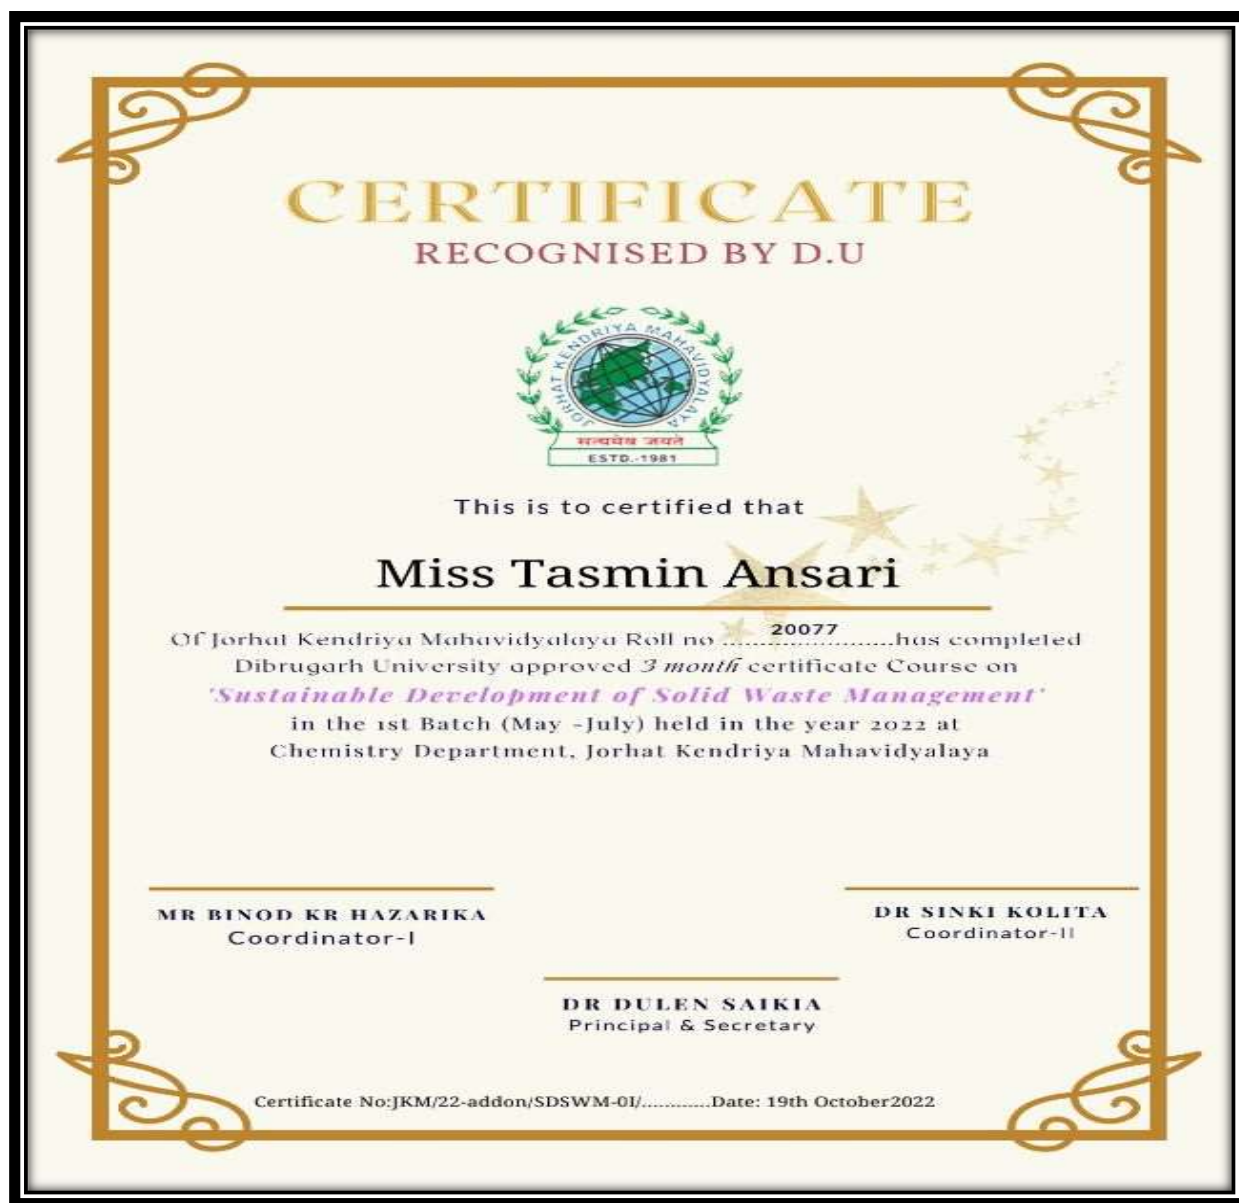 CERTIFICATE
RECOGNISED BY D.U
JORHAT KENDRIYA MAHAVIDYALAYA
सत्यमेव जयते
ESTD.-1981
This is to certified that
Miss Tasmin Ansari
Of Jorhat Kendriya Mahavidyalaya Roll no ......20077......has completed
Dibrugarh University approved 3 month certificate Course on
'Sustainable Development of Solid Waste Management'
in the 1st Batch (May -July) held in the year 2022 at
Chemistry Department, Jorhat Kendriya Mahavidyalaya
MR BINOD KR HAZARIKA
Coordinator-I
DR SINKI KOLITA
Coordinator-II
DR DULEN SAIKIA
Principal & Secretary
Certificate No:JKM/22-addon/SDSWM-01/............Date: 19th October2022